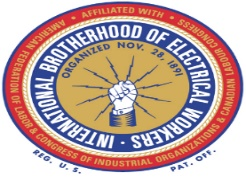 • AFFILIATED WITH •
AMERICAN FEDERATION OF LABOR & CONGRESS OF INDUSTRIAL ORGANIZATIONS & CANADIAN LABOUR CONGRESS
• INTERNATIONAL BROTHERHOOD OF ELECTRICAL WORKERS •
ORGANIZED NOV. 28, 1891
REG. U. S. PAT. OFF.